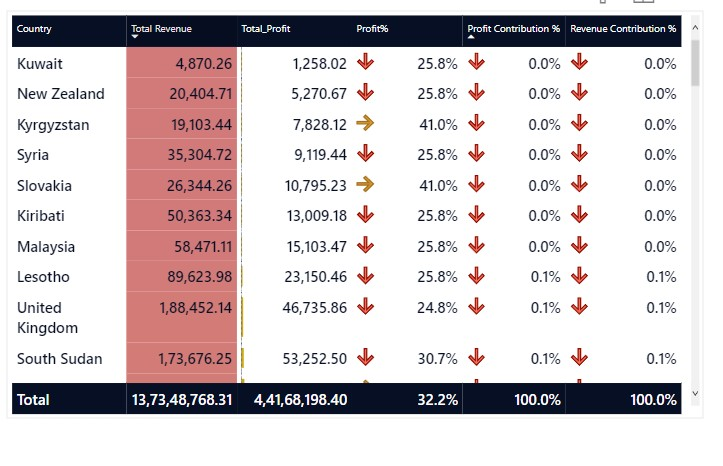 Country Total Revenue Total_Profit Profit% Profit Contribution % Revenue Contribution %
Kuwait 4,870.26 1,258.02 25.8% 0.0% 0.0%
New Zealand 20,404.71 5,270.67 25.8% 0.0% 0.0%
Kyrgyzstan 19,103.44 7,828.12 41.0% 0.0% 0.0%
Syria 35,304.72 9,119.44 25.8% 0.0% 0.0%
Slovakia 26,344.26 10,795.23 41.0% 0.0% 0.0%
Kiribati 50,363.34 13,009.18 25.8% 0.0% 0.0%
Malaysia 58,471.11 15,103.47 25.8% 0.0% 0.0%
Lesotho 89,623.98 23,150.46 25.8% 0.1% 0.1%
United 1,88,452.14 46,735.86 24.8% 0.1% 0.1%
Kingdom
South Sudan 1,73,676.25 53,252.50 30.7% 0.1% 0.1%
Total 13,73,48,768.31 4,41,68,198.40 32.2% 100.0% 100.0%